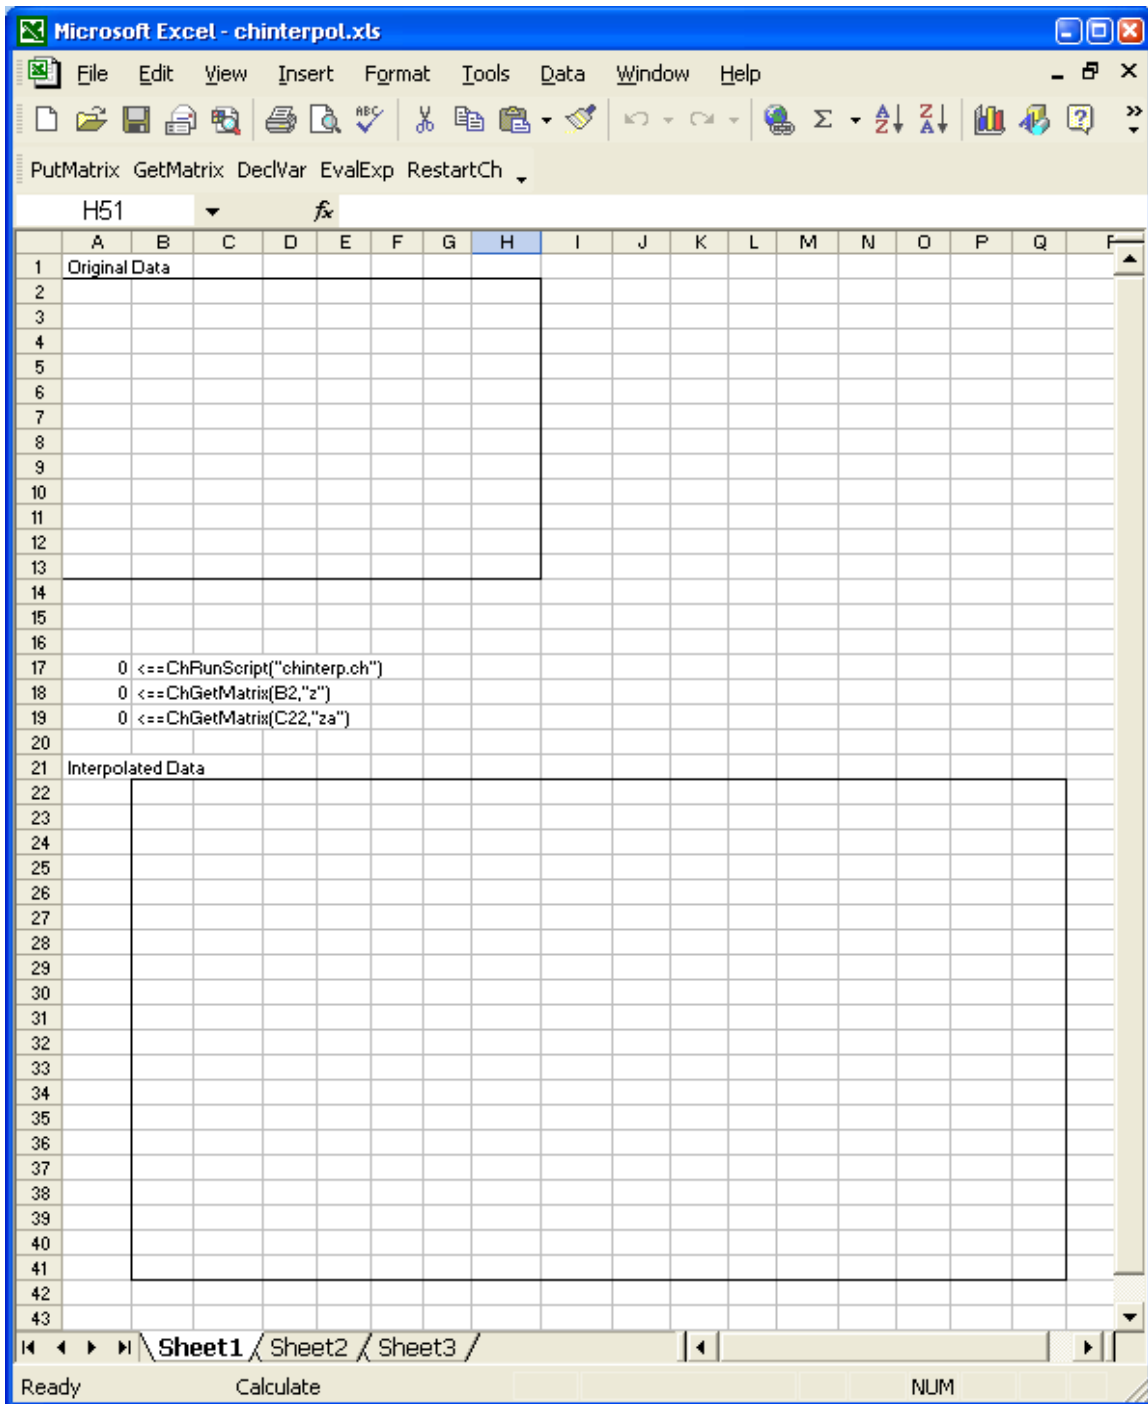 Microsoft Excel - chinterpol.xls
File Edit View Insert Format Tools Data Window Help
ABC Σ A Z Z A ? »
PutMatrix GetMatrix DeclVar EvalExp RestartCh
H51 fx
A B C D E F G H I J K L M N O P Q
1 Original Data
2
3
4
5
6
7
8
9
10
11
12
13
14
15
16
17 0 <==ChRunScript("chinterp.ch")
18 0 <==ChGetMatrix(B2,"z")
19 0 <==ChGetMatrix(C22,"za")
20
21 Interpolated Data
22
23
24
25
26
27
28
29
30
31
32
33
34
35
36
37
38
39
40
41
42
43
Sheet1 Sheet2 Sheet3
Ready Calculate NUM